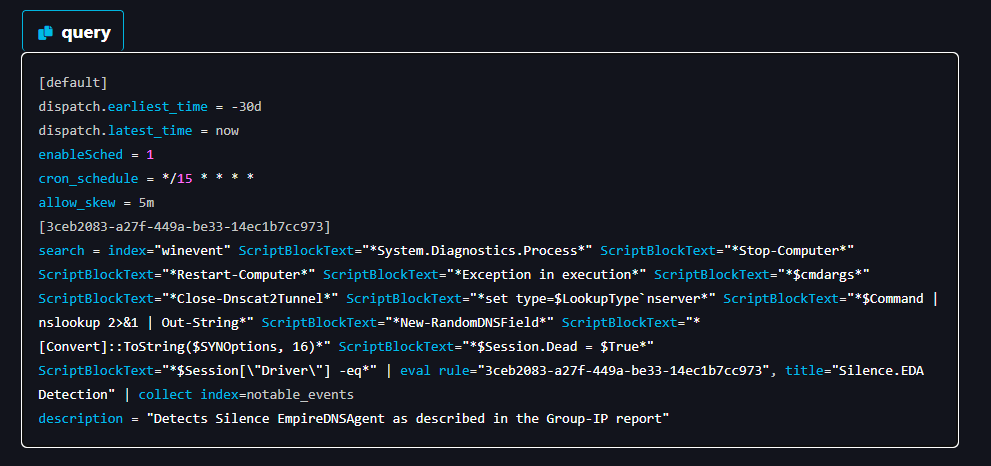 query
[default]
dispatch.earliest_time = -30d
dispatch.latest_time = now
enableSched = 1
cron_schedule = */15 * * * *
allow_skew = 5m
[3ceb2083-a27f-449a-be33-14ec1b7cc973]
search = index="winevent" ScriptBlockText="*System.Diagnostics.Process*" ScriptBlockText="*Stop-Computer*"
ScriptBlockText="*Restart-Computer*" ScriptBlockText="*Exception in execution*" ScriptBlockText="*$cmdargs*"
ScriptBlockText="*Close-Dnscat2Tunnel*" ScriptBlockText="*set type=$LookupType`nserver*" ScriptBlockText="*$Command |
nslookup 2>&1 | Out-String*" ScriptBlockText="*New-RandomDNSField*" ScriptBlockText="*
[Convert]::ToString($SYNOptions, 16)*" ScriptBlockText="*$Session.Dead = $True*"
ScriptBlockText="*$Session[\"Driver\"] -eq*" | eval rule="3ceb2083-a27f-449a-be33-14ec1b7cc973", title="Silence.EDA
Detection" | collect index=notable_events
description = "Detects Silence EmpireDNSAgent as described in the Group-IP report"